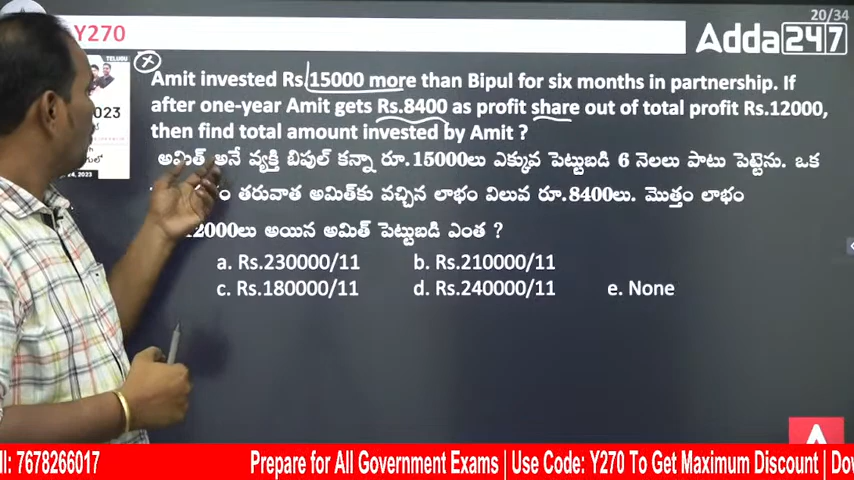 20/34
Y270
Adda247
TELUGU
2023
Amit invested Rs.15000 more than Bipul for six months in partnership. If
after one-year Amit gets Rs.8400 as profit share out of total profit Rs.12000,
then find total amount invested by Amit ?
అమిత్ అనే వ్యక్తి బిపుల్ కన్నా రూ.15000లు ఎక్కువ పెట్టుబడి 6 నెలలు పాటు పెట్టెను. ఒక
తరువాత అమిత్‌కు వచ్చిన లాభం విలువ రూ.8400లు. మొత్తం లాభం
2000లు అయిన అమిత్ పెట్టుబడి ఎంత ?
a. Rs.230000/11 b. Rs.210000/11
c. Rs.180000/11 d. Rs.240000/11 e. None
ll: 7678266017 Prepare for All Government Exams | Use Code: Y270 To Get Maximum Discount | Dov